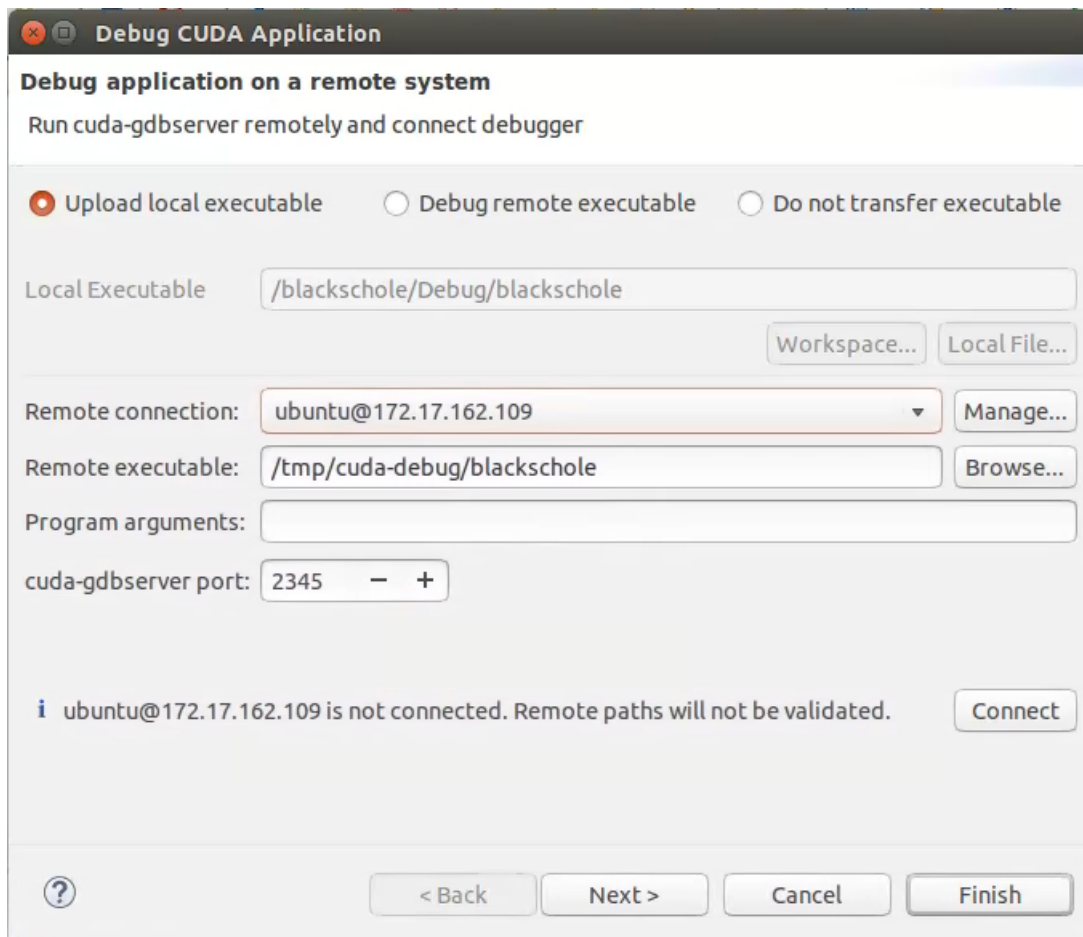 Debug CUDA Application
Debug application on a remote system
Run cuda-gdbserver remotely and connect debugger
Upload local executable Debug remote executable Do not transfer executable
Local Executable /blackschole/Debug/blackschole
Workspace... Local File...
Remote connection: ubuntu@172.17.162.109 Manage...
Remote executable: /tmp/cuda-debug/blackschole Browse...
Program arguments:
cuda-gdbserver port: 2345 − +
i ubuntu@172.17.162.109 is not connected. Remote paths will not be validated. Connect
? < Back Next > Cancel Finish